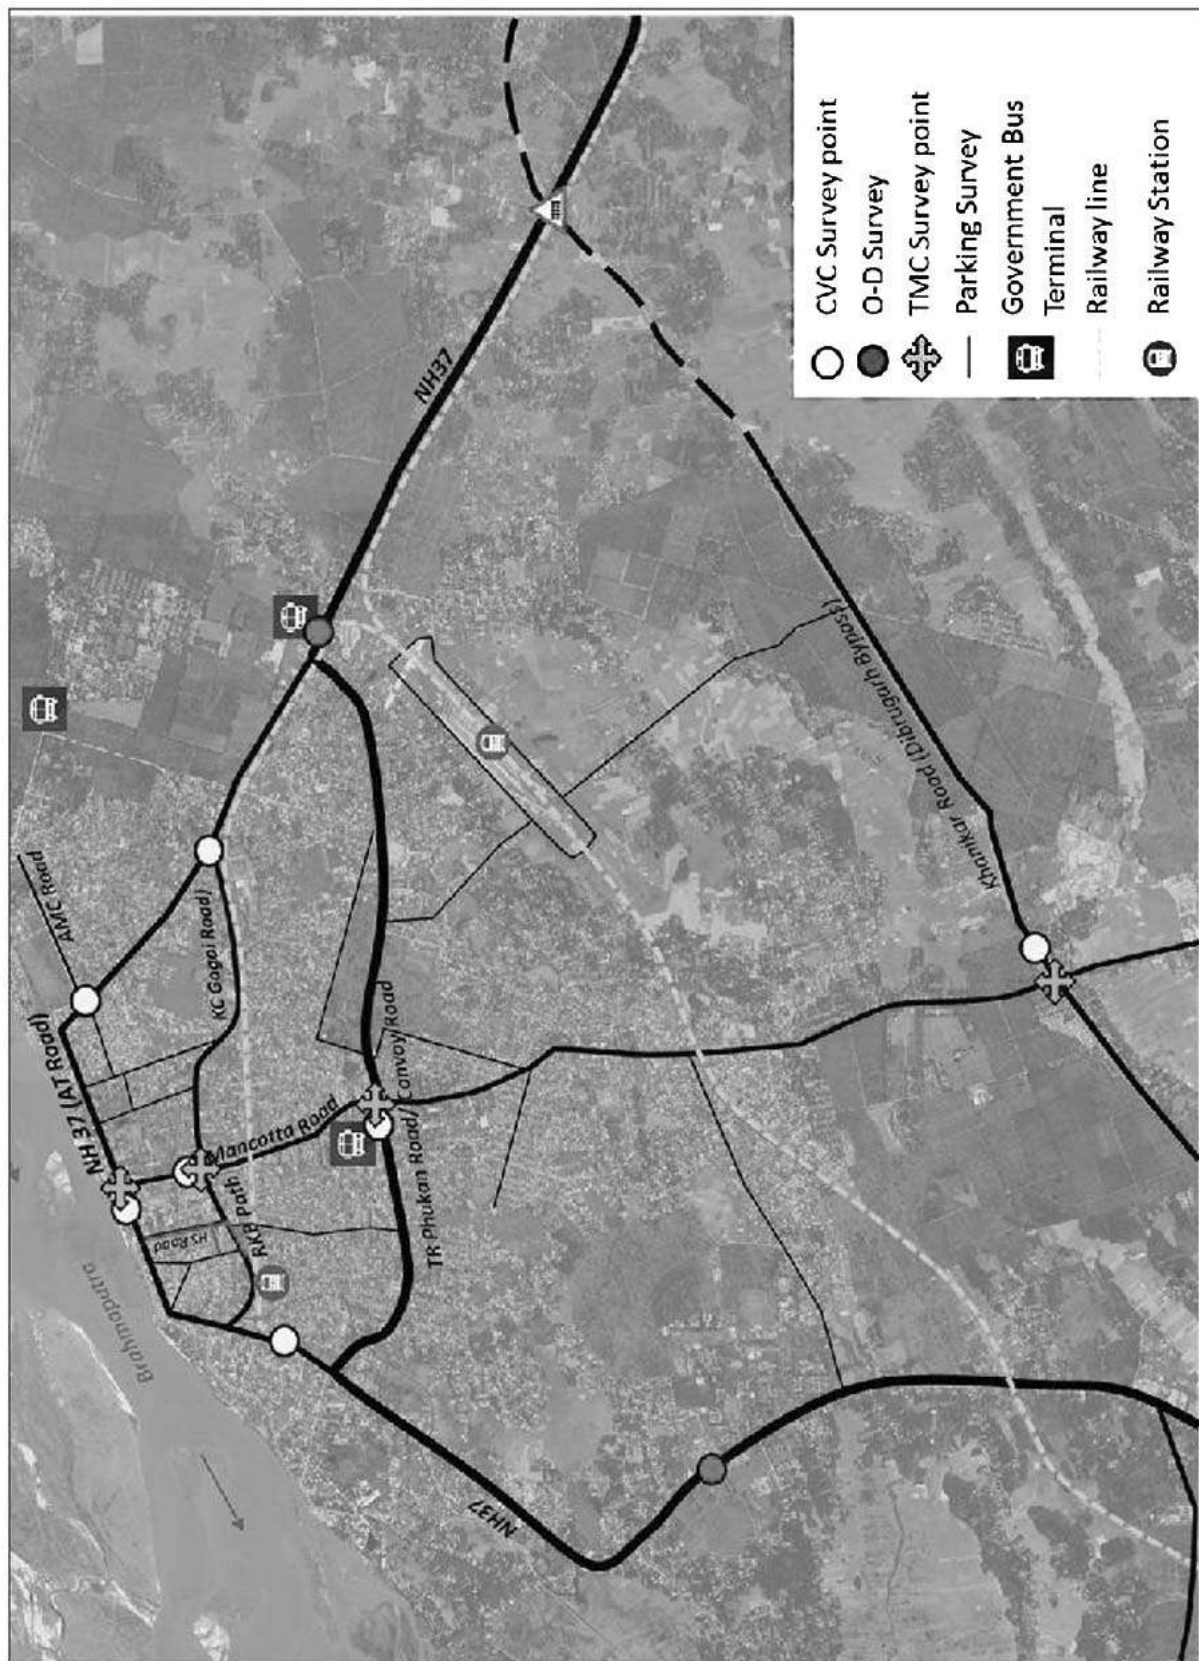 NH37
AMC Road
NH 37 (AT Road)
KC Gogoi Road)
Mancotta Road
RKB Path
HS Road
TR Phukan Road/ Convoy Road
Khanikar Road (Dibrugarh Bypass)
Brahmaputra
NH37
CVC Survey point
O-D Survey
TMC Survey point
Parking Survey
Government Bus
Terminal
Railway line
Railway Station